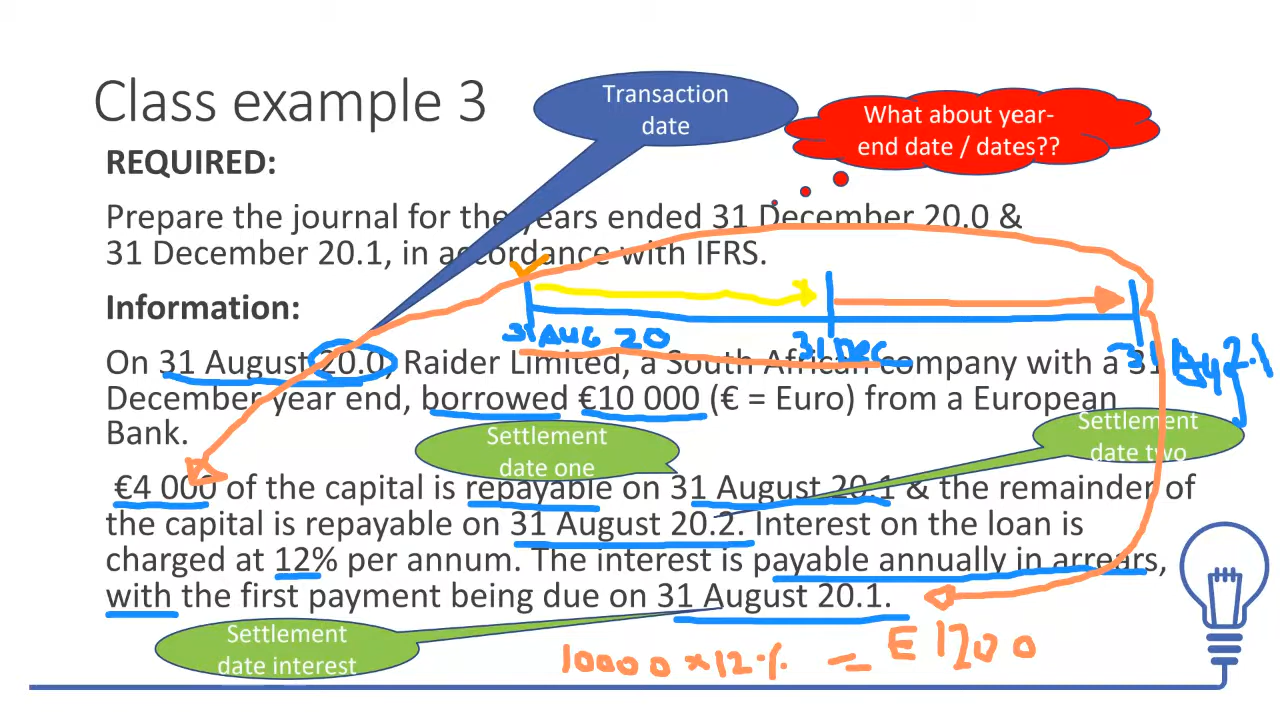 Class example 3
Transaction
date
What about year-
end date / dates??
REQUIRED:
Prepare the journal for the years ended 31 December 20.0 &
31 December 20.1, in accordance with IFRS.
Information:
31 AUG 20
31 Dec
31 Aug 2.1
On 31 August 20.0, Raider Limited, a South African company with a 31
December year end, borrowed €10 000 (€ = Euro) from a European
Bank.
Settlement
date one
Settlement
date two
€4 000 of the capital is repayable on 31 August 20.1 & the remainder of
the capital is repayable on 31 August 20.2. Interest on the loan is
charged at 12% per annum. The interest is payable annually in arrears,
with the first payment being due on 31 August 20.1.
Settlement
date interest
10000 × 12% = E 1200